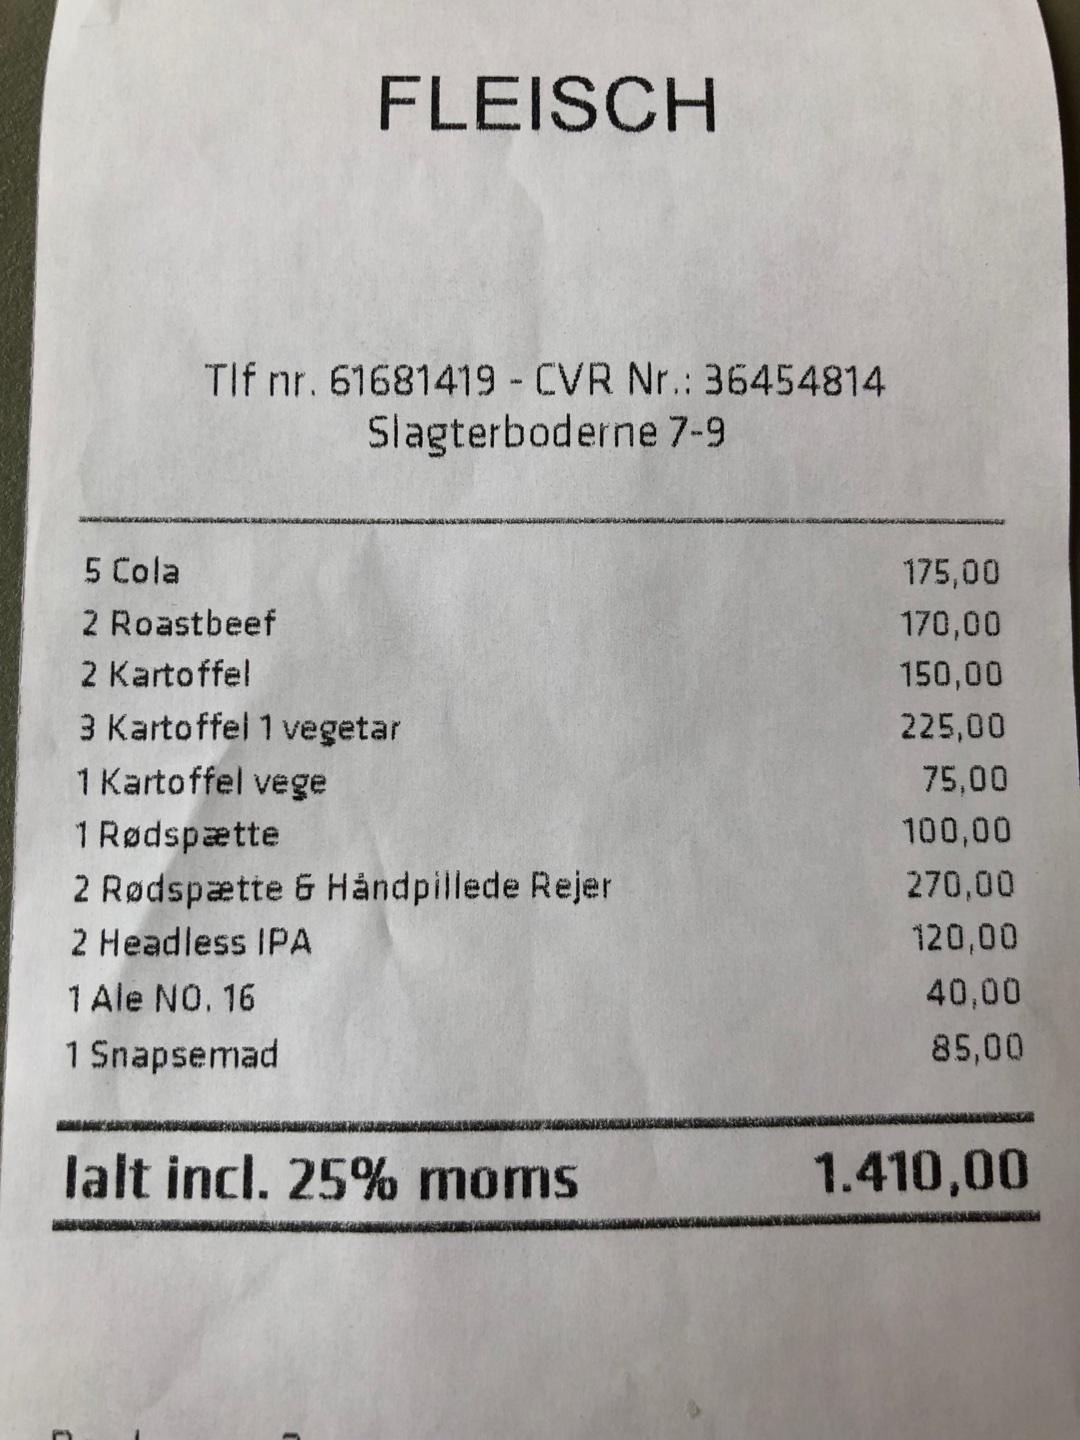 FLEISCH
Tlf nr. 61681419 - CVR Nr.: 36454814
Slagterboderne 7-9
5 Cola 175,00
2 Roastbeef 170,00
2 Kartoffel 150,00
3 Kartoffel 1 vegetar 225,00
1 Kartoffel vege 75,00
1 Rødspætte 100,00
2 Rødspætte & Håndpillede Rejer 270,00
2 Headless IPA 120,00
1 Ale NO. 16 40,00
1 Snapsemad 85,00
Ialt incl. 25% moms 1.410,00